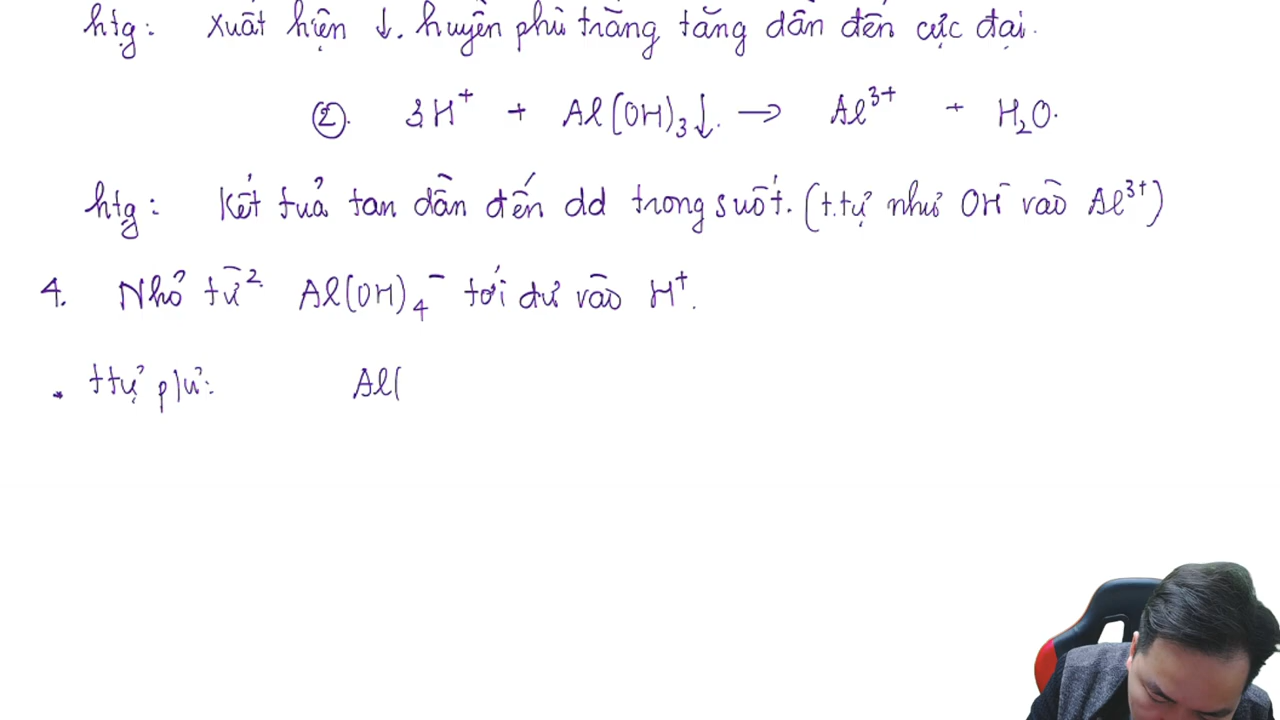 htg: xuất hiện ↓. huyền phù trắng tăng dần đến cực đại.
②. 3H⁺ + Al(OH)₃↓. → Al³⁺ + H₂O.
htg: Kết tủa tan dần đến dd trong suốt. (t.tự như OH⁻ vào Al³⁺)
4. Nhỏ từ² Al(OH)₄⁻ tới dư vào H⁺.
* ttự pư: Al(